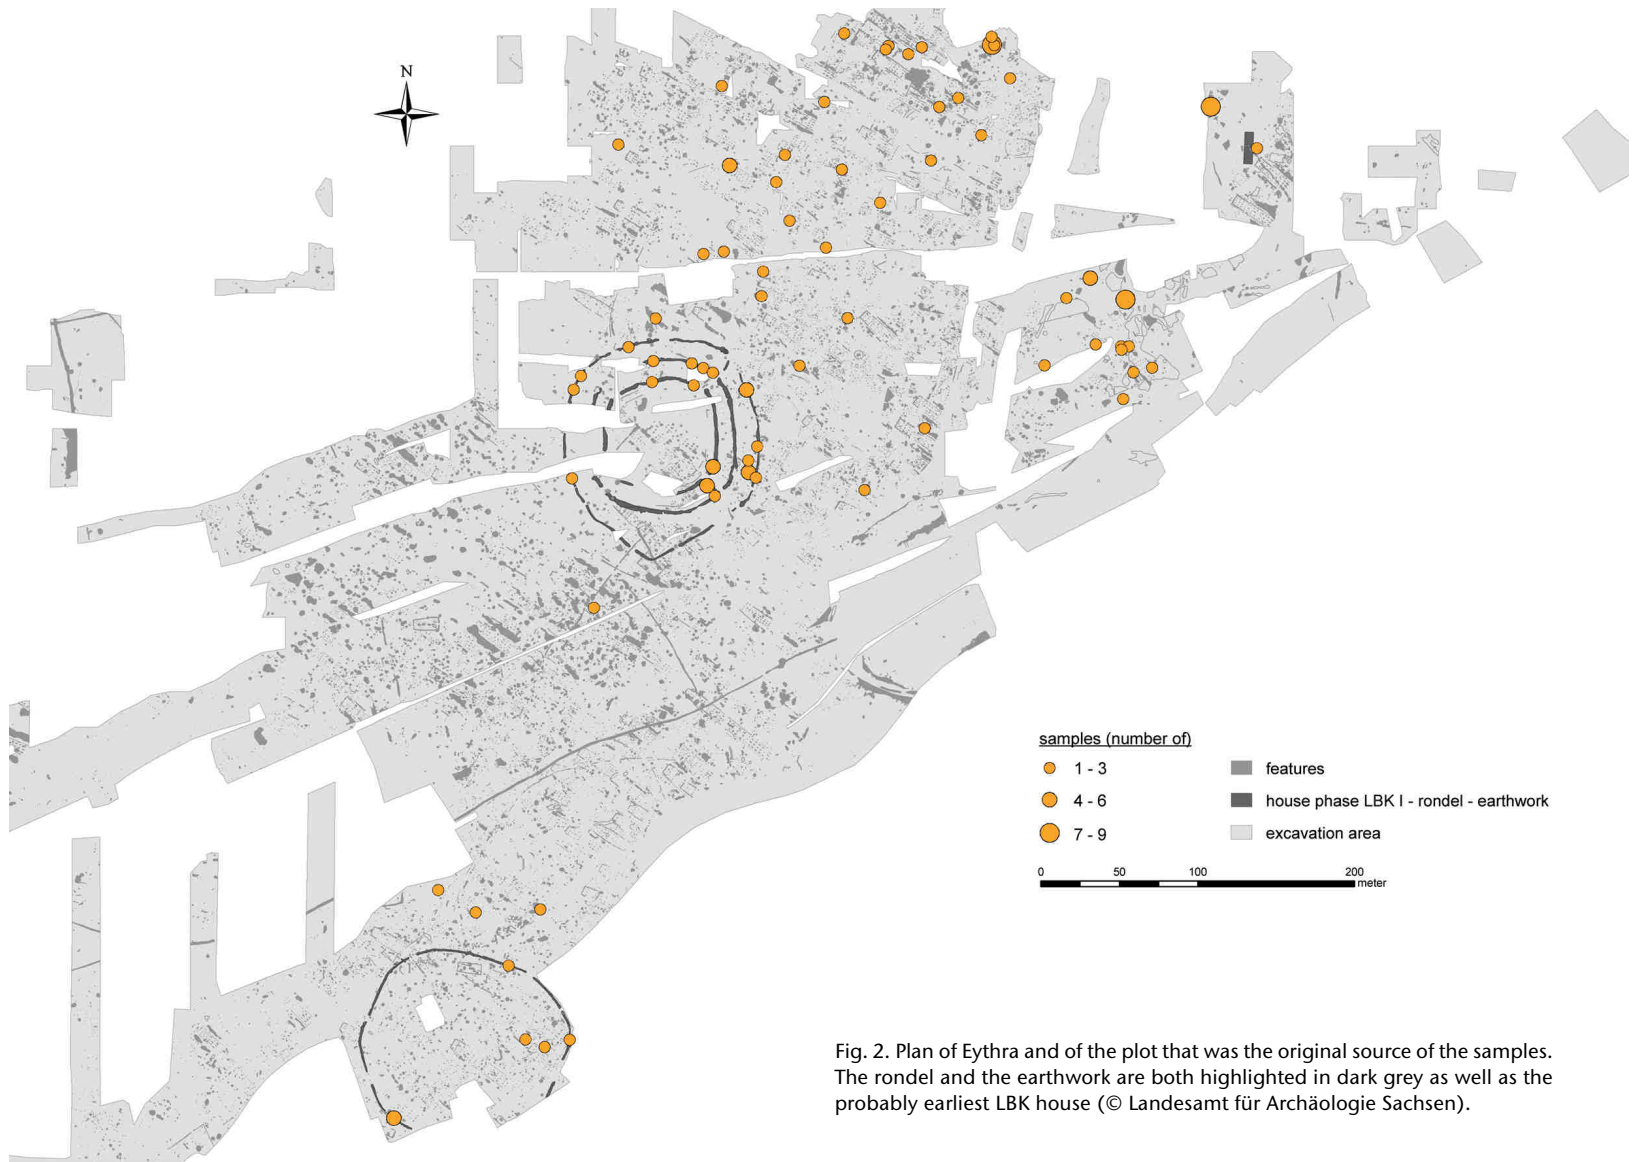 N
samples (number of)
1 - 3
4 - 6
7 - 9
features
house phase LBK I - rondel - earthwork
excavation area
0 50 100 200
meter
Fig. 2. Plan of Eythra and of the plot that was the original source of the samples.
The rondel and the earthwork are both highlighted in dark grey as well as the
probably earliest LBK house (© Landesamt für Archäologie Sachsen).